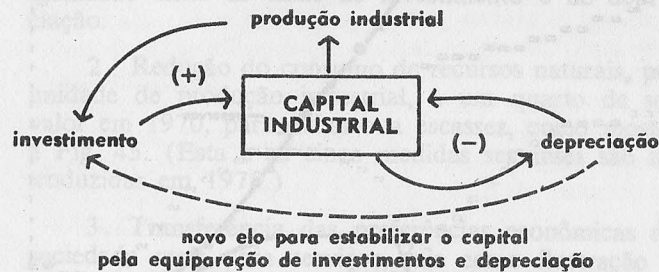 produção industrial
(+)
CAPITAL
INDUSTRIAL
investimento
(−)
depreciação
novo elo para estabilizar o capital
pela equiparação de investimentos e depreciação